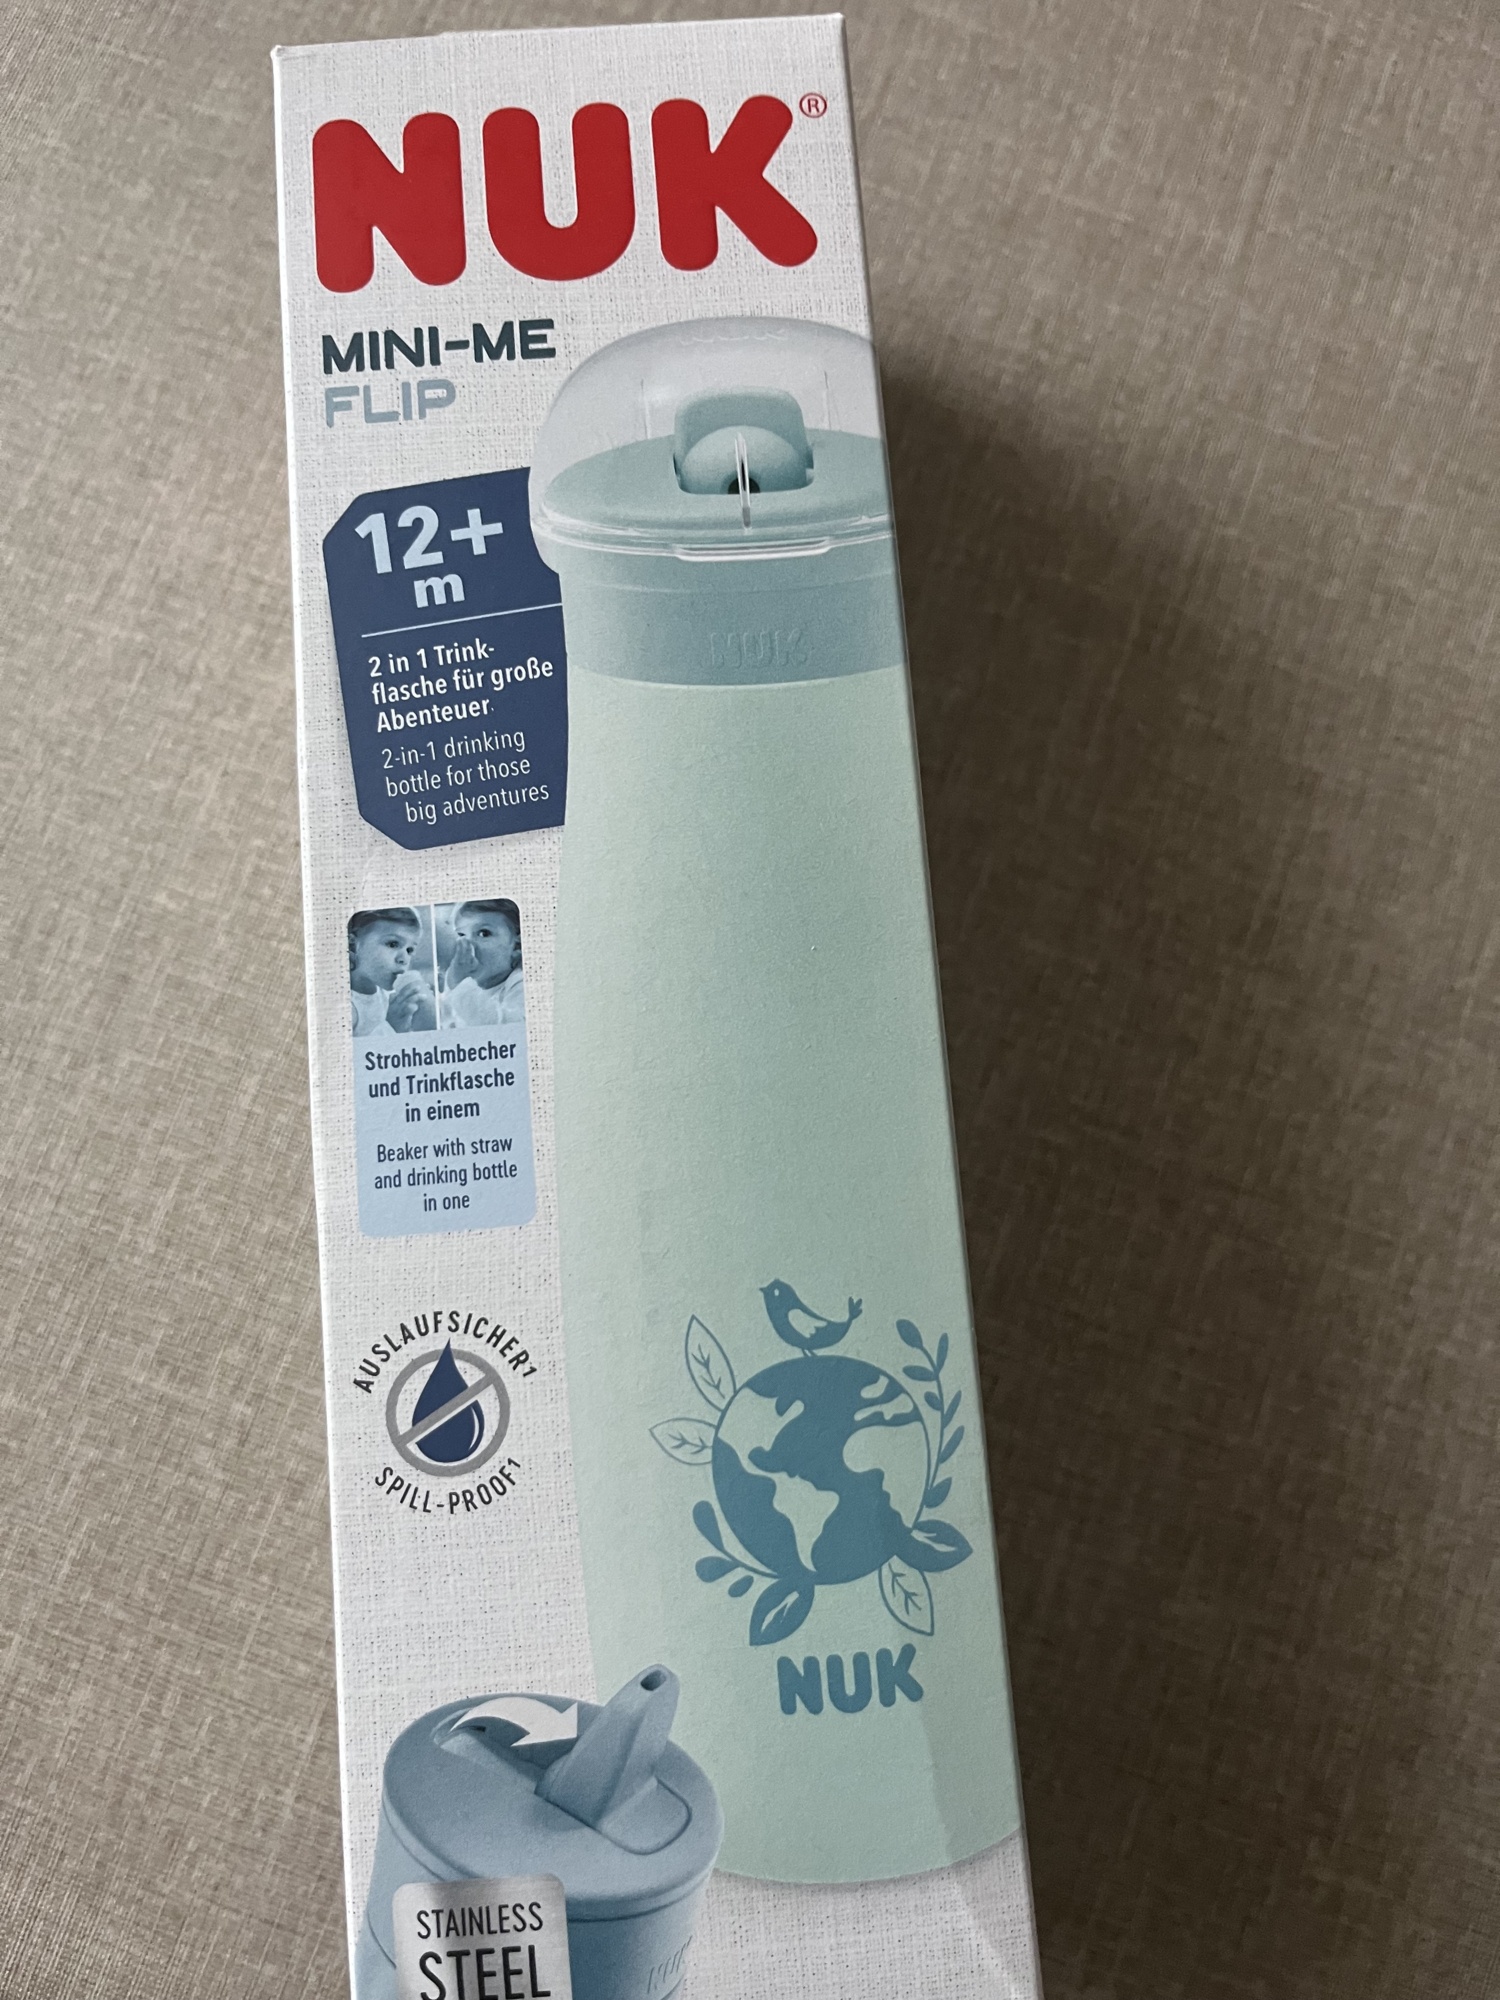 NUK®
MINI-ME
FLIP
12+
m
2 in 1 Trink-
flasche für große
Abenteuer.
2-in-1 drinking
bottle for those
big adventures
NUK
Strohhalmbecher
und Trinkflasche
in einem
Beaker with straw
and drinking bottle
in one
AUSLAUFSICHER¹
SPILL-PROOF¹
NUK
STAINLESS
STEEL
NUK